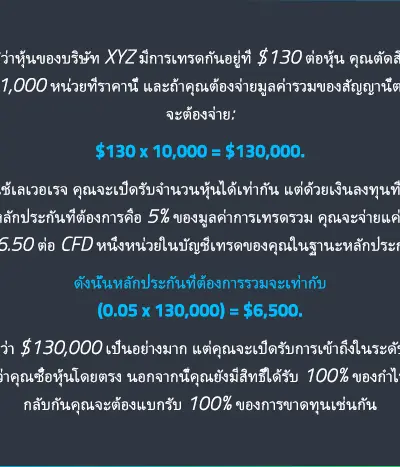 ว่าหุ้นของบริษัท XYZ มีการเทรดกันอยู่ที่ $130 ต่อหุ้น คุณตัดสิ
1,000 หน่วยที่ราคานี้ และถ้าคุณต้องจ่ายมูลค่ารวมของสัญญานี้ต
จะต้องจ่าย:
$130 x 10,000 = $130,000.
ช้เลเวอเรจ คุณจะเปิดรับจำนวนหุ้นได้เท่ากัน แต่ด้วยเงินลงทุนที่
หลักประกันที่ต้องการคือ 5% ของมูลค่าการเทรดรวม คุณจะจ่ายแค่
6.50 ต่อ CFD หนึ่งหน่วยในบัญชีเทรดของคุณในฐานะหลักประก
ดังนั้นหลักประกันที่ต้องการรวมจะเท่ากับ
(0.05 x 130,000) = $6,500.
ว่า $130,000 เป็นอย่างมาก แต่คุณจะเปิดรับการเข้าถึงในระดั
ว่าคุณซื้อหุ้นโดยตรง นอกจากนี้คุณยังมีสิทธิ์ได้รับ 100% ของกำไ
กลับกันคุณจะต้องแบกรับ 100% ของการขาดทุนเช่นกัน